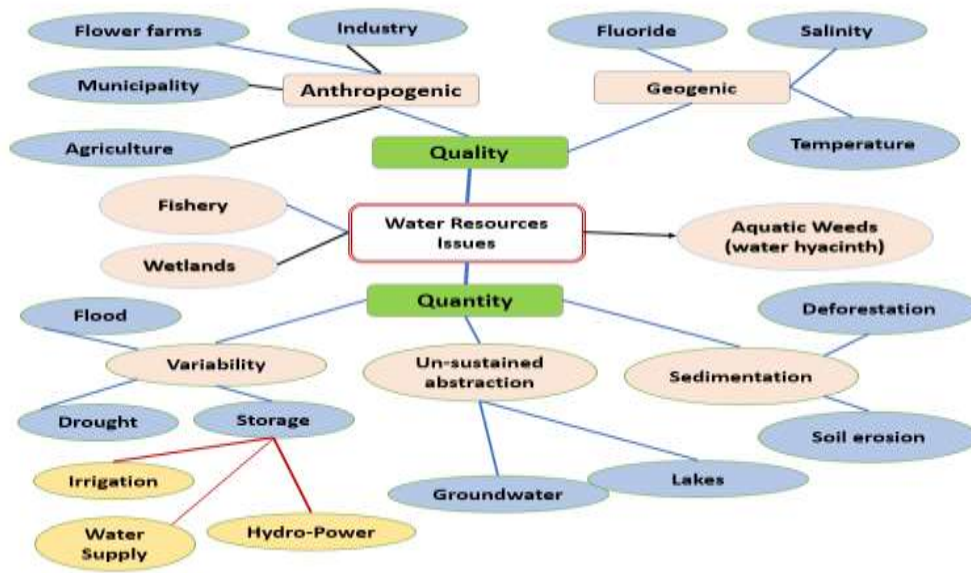 Flower farms
Industry
Fluoride
Salinity
Municipality
Anthropogenic
Geogenic
Agriculture
Quality
Temperature
Fishery
Water Resources
Issues
Aquatic Weeds
(water hyacinth)
Wetlands
Quantity
Flood
Deforestation
Variability
Un-sustained
abstraction
Sedimentation
Drought
Storage
Soil erosion
Irrigation
Groundwater
Lakes
Water
Supply
Hydro-Power